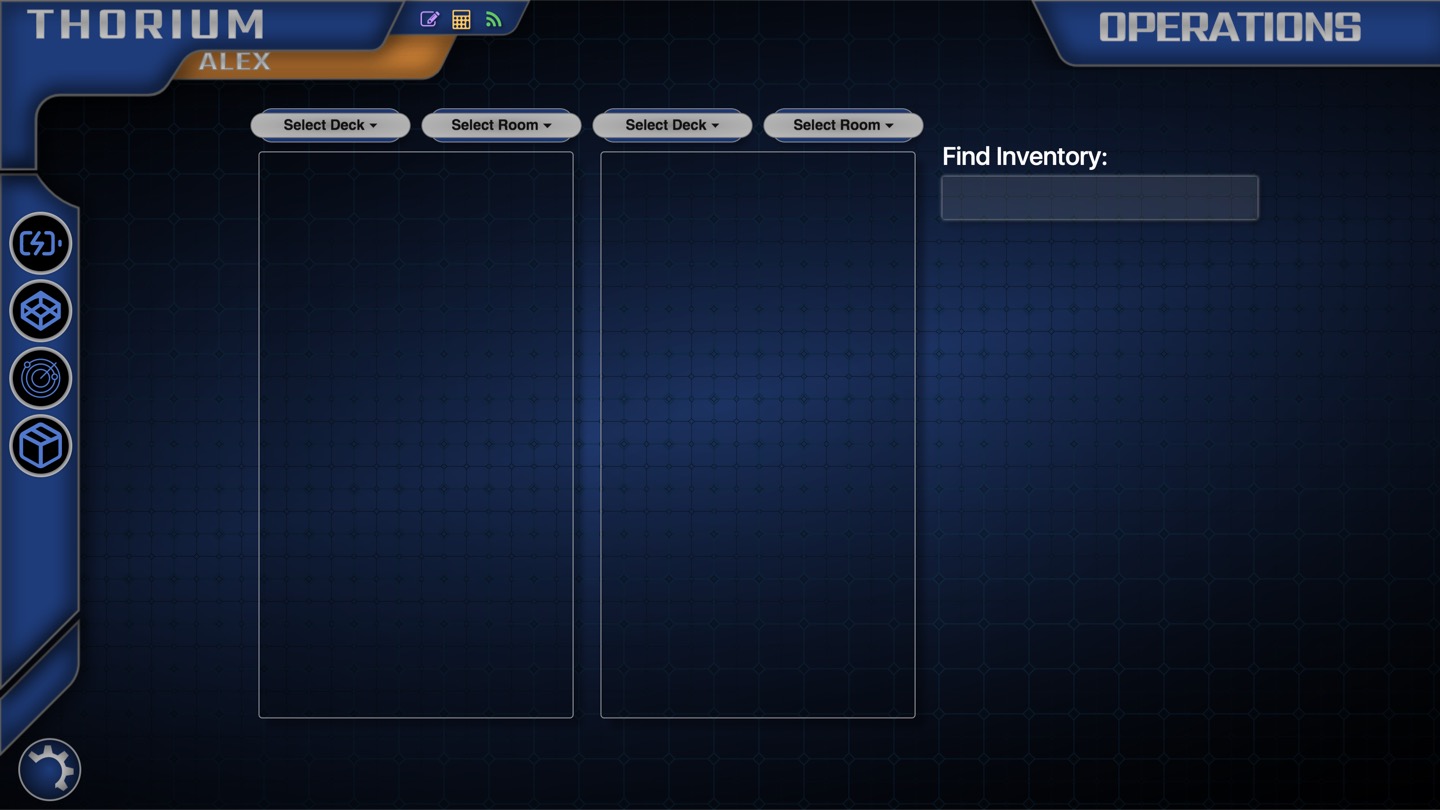 THORIUM
OPERATIONS
ALEX
Select Deck
Select Room
Select Deck
Select Room
Find Inventory: